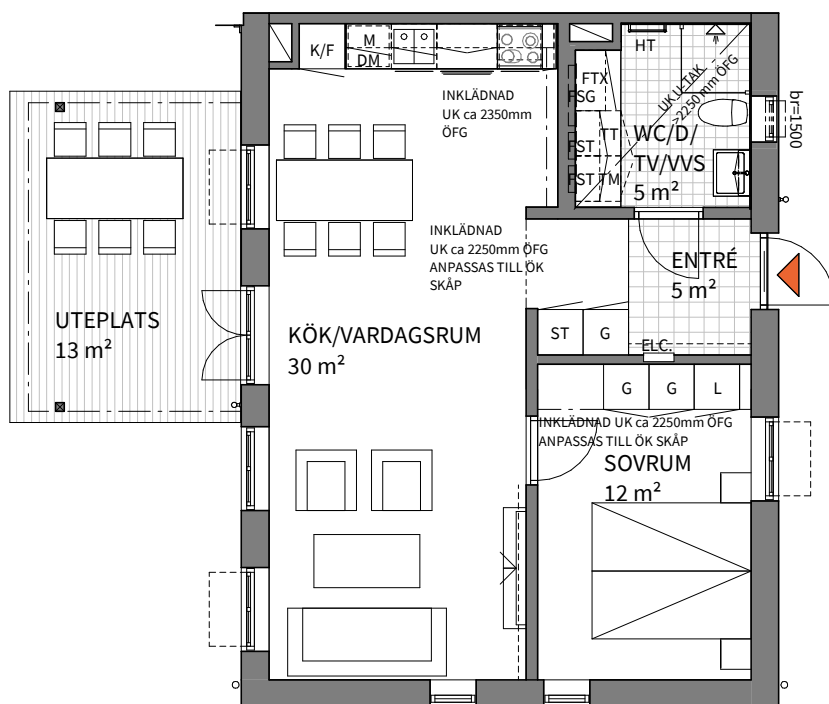 K/F
M
DM
HT
INKLÄDNAD
UK ca 2350mm
ÖFG
FTX
FSG
UK U-TAK
>2250 mm ÖFG
br=1500
TT
FST
FST TM
WC/D/
TV/VVS
5 m²
INKLÄDNAD
UK ca 2250mm ÖFG
ANPASSAS TILL ÖK
SKÅP
ENTRÉ
5 m²
UTEPLATS
13 m²
KÖK/VARDAGSRUM
30 m²
ST
G
ELC.
G
G
L
INKLÄDNAD UK ca 2250mm ÖFG
ANPASSAS TILL ÖK SKÅP
SOVRUM
12 m²